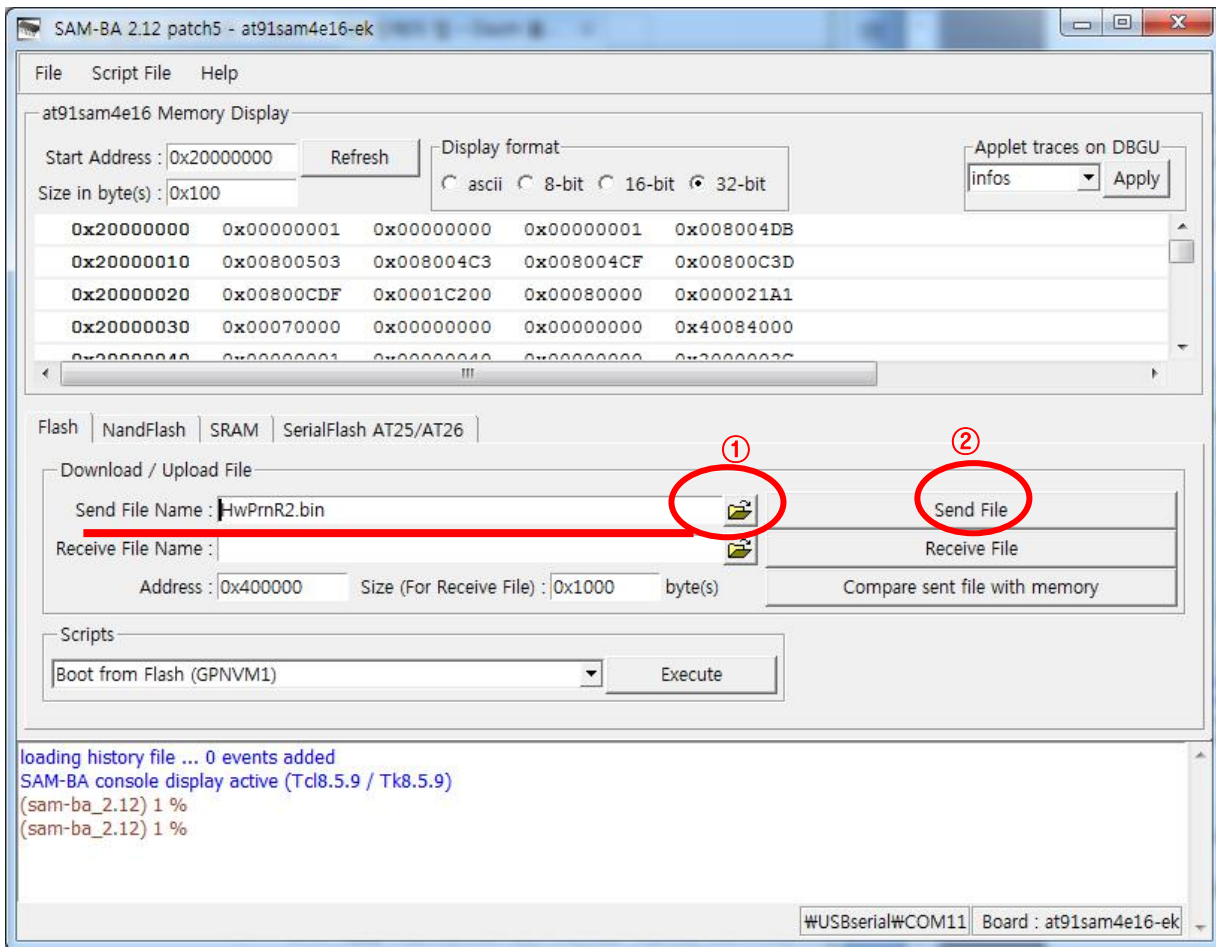 SAM-BA 2.12 patch5 - at91sam4e16-ek
File Script File Help
at91sam4e16 Memory Display
Start Address : 0x20000000 Refresh
Size in byte(s) : 0x100
Display format
ascii 8-bit 16-bit 32-bit
Applet traces on DBGU
infos Apply
0x20000000 0x00000001 0x00000000 0x00000001 0x008004DB
0x20000010 0x00800503 0x008004C3 0x008004CF 0x00800C3D
0x20000020 0x00800CDF 0x0001C200 0x00080000 0x000021A1
0x20000030 0x00070000 0x00000000 0x00000000 0x40084000
0x20000040 0x00000001 0x00000040 0x00000000 0x2000003C
Flash NandFlash SRAM SerialFlash AT25/AT26
① ②
Download / Upload File
Send File Name : HwPrnR2.bin Send File
Receive File Name : Receive File
Address : 0x400000 Size (For Receive File) : 0x1000 byte(s) Compare sent file with memory
Scripts
Boot from Flash (GPNVM1) Execute
loading history file ... 0 events added
SAM-BA console display active (Tcl8.5.9 / Tk8.5.9)
(sam-ba_2.12) 1 %
(sam-ba_2.12) 1 %
₩USBserial₩COM11 Board : at91sam4e16-ek